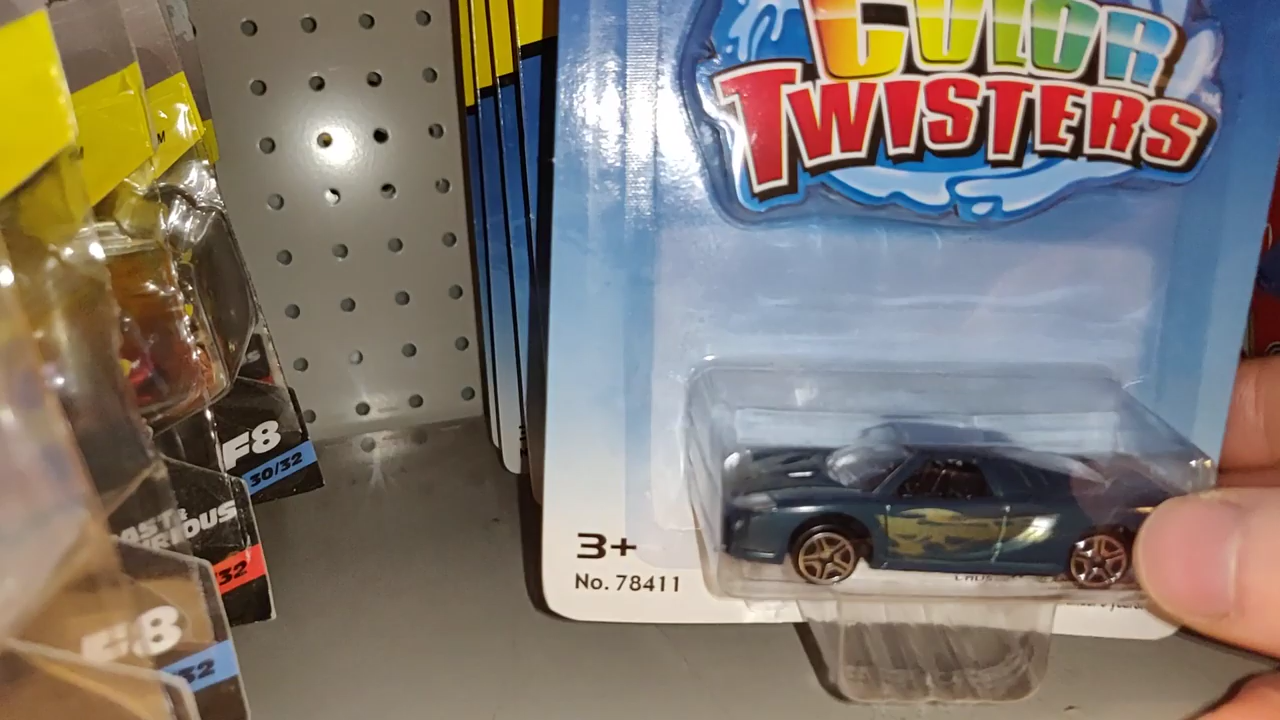 COLOR
TWISTERS
3+
No. 78411
M
F8
30/32
FAST &
FURIOUS
32
F8
32